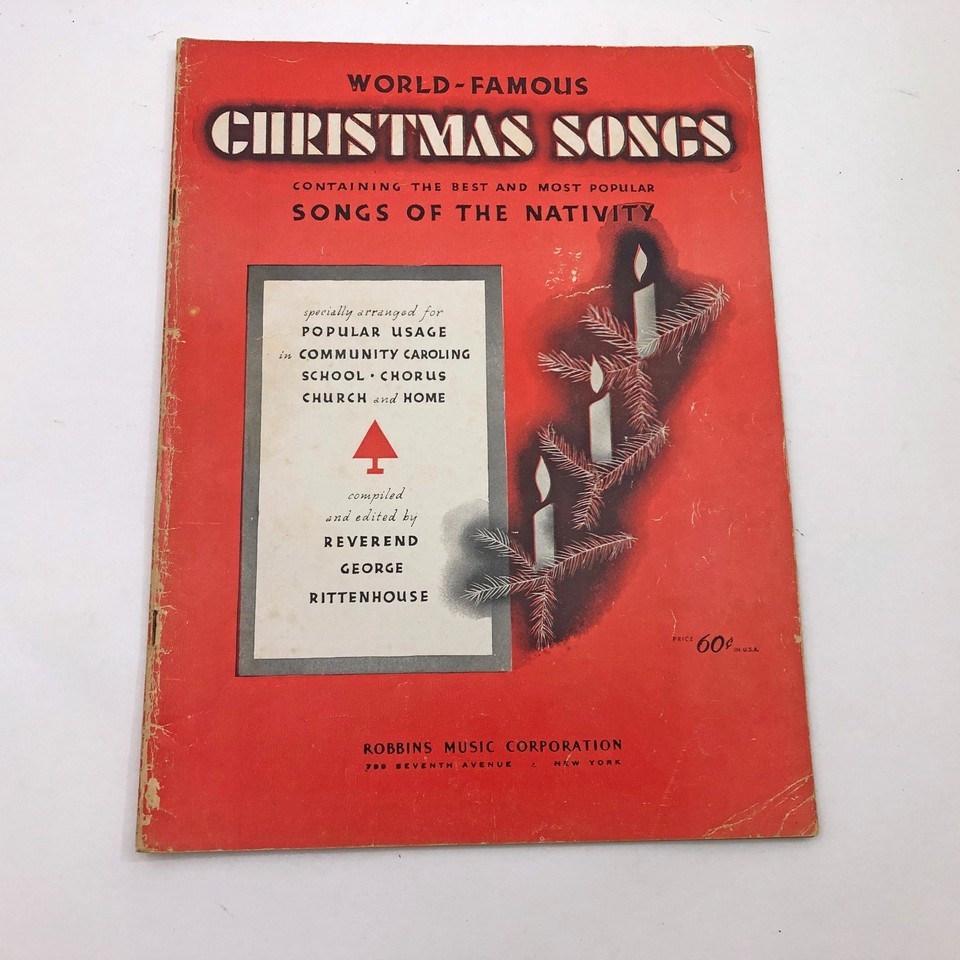 WORLD-FAMOUS
CHRISTMAS SONGS
CONTAINING THE BEST AND MOST POPULAR
SONGS OF THE NATIVITY
specially arranged for
POPULAR USAGE
in COMMUNITY CAROLING
SCHOOL · CHORUS
CHURCH and HOME
compiled
and edited by
REVEREND
GEORGE
RITTENHOUSE
PRICE 60¢ IN U.S.A.
ROBBINS MUSIC CORPORATION
799 SEVENTH AVENUE : NEW YORK